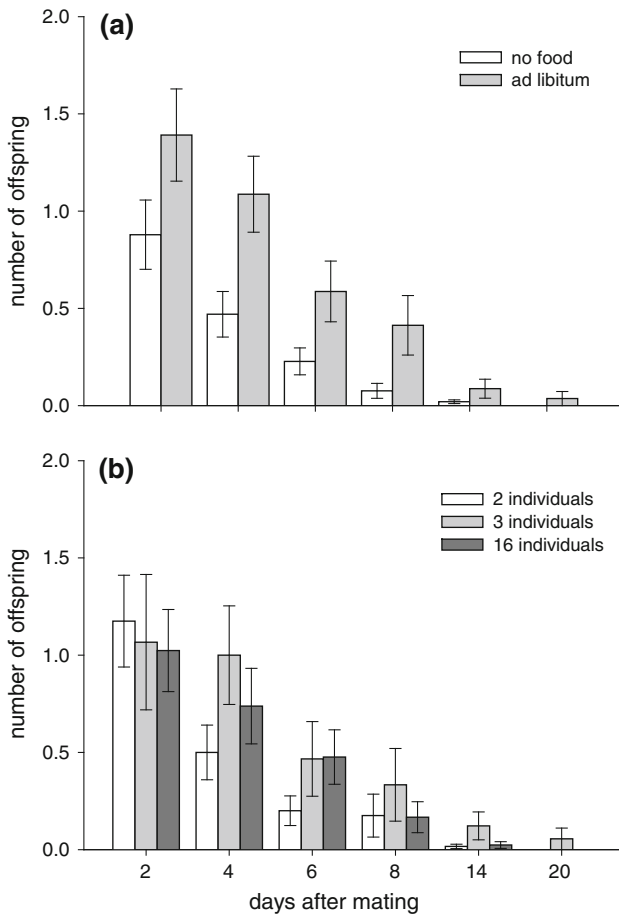 (a)
no food
ad libitum
2.0
1.5
1.0
0.5
0.0
number of offspring
(b)
2 individuals
3 individuals
16 individuals
2.0
1.5
1.0
0.5
0.0
number of offspring
2 4 6 8 14 20
days after mating